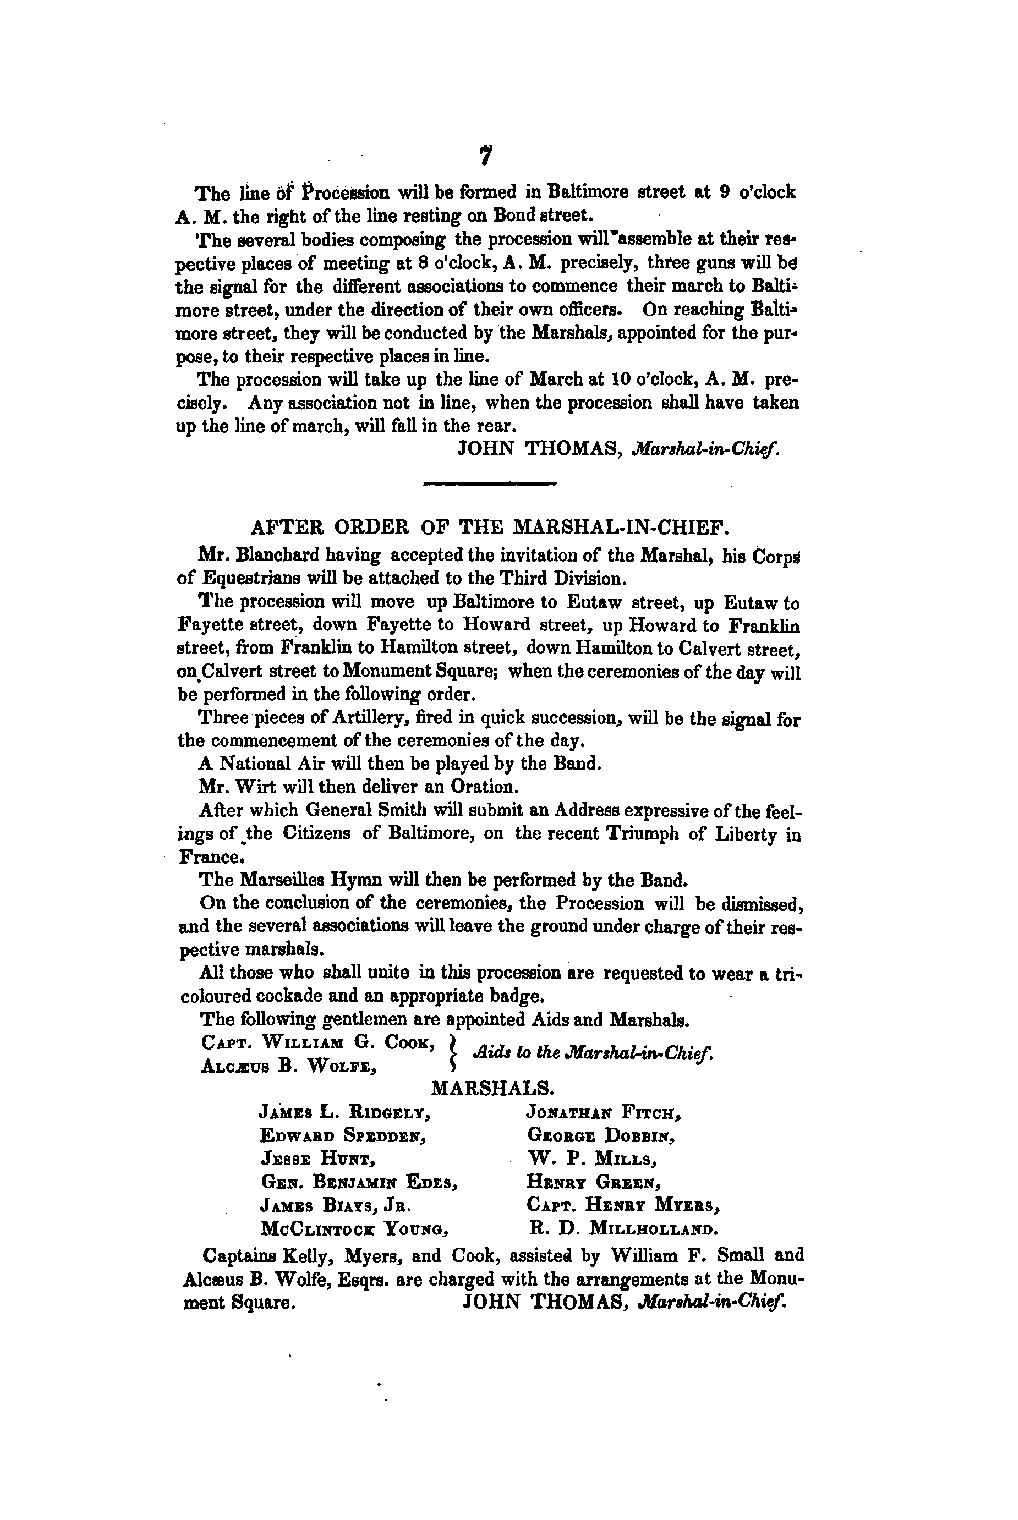 7
The line of Procession will be formed in Baltimore street at 9 o'clock
A. M. the right of the line resting on Bond street.
The several bodies composing the procession will assemble at their res-
pective places of meeting at 8 o'clock, A. M. precisely, three guns will be
the signal for the different associations to commence their march to Balti-
more street, under the direction of their own officers. On reaching Balti-
more street, they will be conducted by the Marshals, appointed for the pur-
pose, to their respective places in line.
The procession will take up the line of March at 10 o'clock, A. M. pre-
cisely. Any association not in line, when the procession shall have taken
up the line of march, will fall in the rear.
JOHN THOMAS, Marshal-in-Chief.
AFTER ORDER OF THE MARSHAL-IN-CHIEF.
Mr. Blanchard having accepted the invitation of the Marshal, his Corps
of Equestrians will be attached to the Third Division.
The procession will move up Baltimore to Eutaw street, up Eutaw to
Fayette street, down Fayette to Howard street, up Howard to Franklin
street, from Franklin to Hamilton street, down Hamilton to Calvert street,
on Calvert street to Monument Square; when the ceremonies of the day will
be performed in the following order.
Three pieces of Artillery, fired in quick succession, will be the signal for
the commencement of the ceremonies of the day.
A National Air will then be played by the Band.
Mr. Wirt will then deliver an Oration.
After which General Smith will submit an Address expressive of the feel-
ings of the Citizens of Baltimore, on the recent Triumph of Liberty in
France.
The Marseilles Hymn will then be performed by the Band.
On the conclusion of the ceremonies, the Procession will be dismissed,
and the several associations will leave the ground under charge of their res-
pective marshals.
All those who shall unite in this procession are requested to wear a tri-
coloured cockade and an appropriate badge.
The following gentlemen are appointed Aids and Marshals.
CAPT. WILLIAM G. COOK, } Aids to the Marshal-in-Chief.
ALCÆUS B. WOLFE,
MARSHALS.
JAMES L. RIDGELY, JONATHAN FITCH,
EDWARD SPEDDEN, GEORGE DOBBIN,
JESSE HUNT, W. P. MILLS,
GEN. BENJAMIN EDES, HENRY GREEN,
JAMES BIAYS, JR. CAPT. HENRY MYERS,
MCCLINTOCK YOUNG, R. D. MILLHOLLAND.
Captains Kelly, Myers, and Cook, assisted by William F. Small and
Alcæus B. Wolfe, Esqrs. are charged with the arrangements at the Monu-
ment Square. JOHN THOMAS, Marshal-in-Chief.